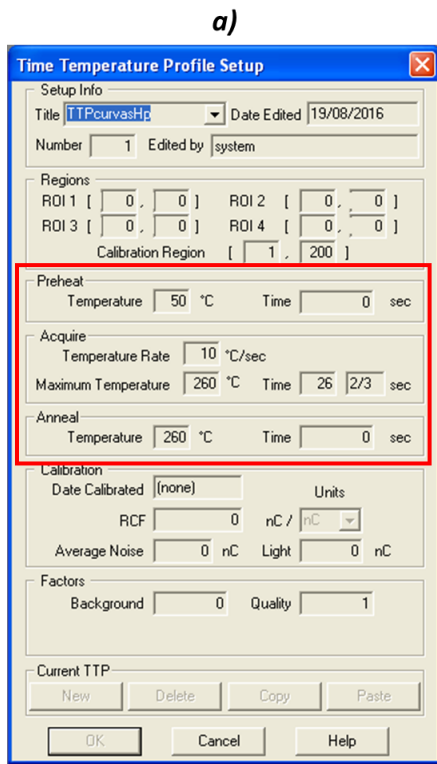 a)
Time Temperature Profile Setup
Setup Info
Title TTPcurvasHp Date Edited 19/08/2016
Number 1 Edited by system
Regions
ROI 1 [ 0 , 0 ] ROI 2 [ 0 , 0 ]
ROI 3 [ 0 , 0 ] ROI 4 [ 0 , 0 ]
Calibration Region [ 1 , 200 ]
Preheat
Temperature 50 °C Time 0 sec
Acquire
Temperature Rate 10 °C/sec
Maximum Temperature 260 °C Time 26 2/3 sec
Anneal
Temperature 260 °C Time 0 sec
Calibration
Date Calibrated (none) Units
RCF 0 nC / nC
Average Noise 0 nC Light 0 nC
Factors
Background 0 Quality 1
Current TTP
New Delete Copy Paste
OK Cancel Help